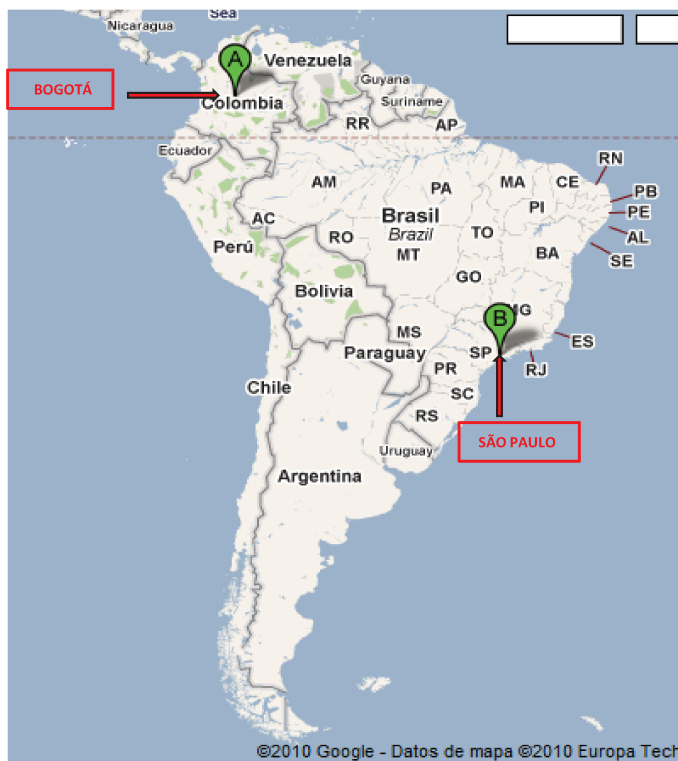 Sea
Nicaragua
A
Venezuela
BOGOTÁ
Guyana
Colombia
Suriname
RR
AP
Ecuador
RN
AM
PA
MA
CE
PB
PI
PE
AC
Brasil
Brazil
RO
TO
AL
Perú
MT
BA
SE
GO
Bolivia
MG
B
MS
ES
Paraguay
SP
RJ
PR
Chile
SC
RS
SÃO PAULO
Uruguay
Argentina
©2010 Google - Datos de mapa ©2010 Europa Tech